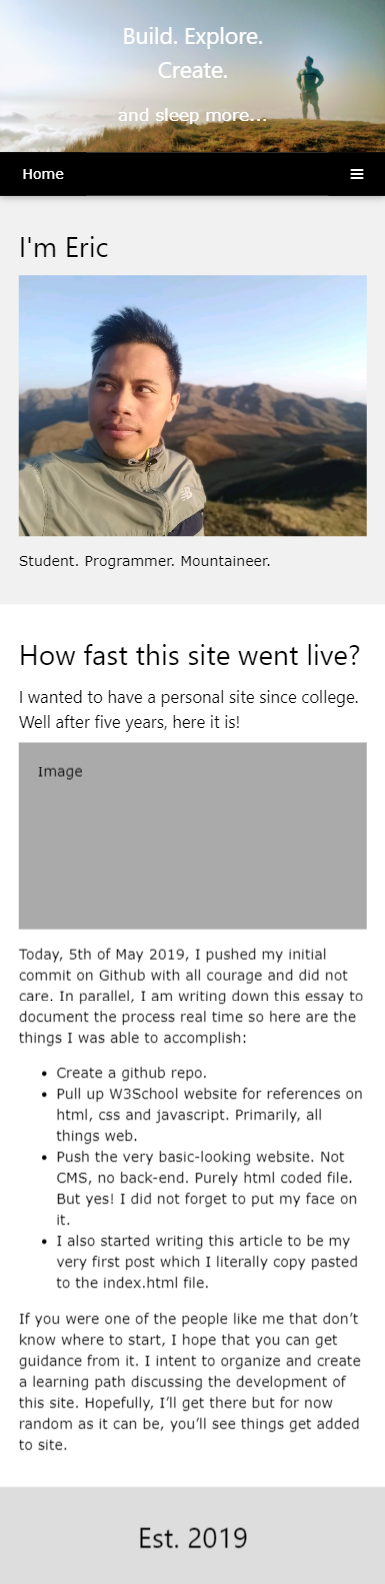 Build. Explore.
Create.
and sleep more...
Home
I'm Eric
Student. Programmer. Mountaineer.
How fast this site went live?
I wanted to have a personal site since college.
Well after five years, here it is!
Image
Today, 5th of May 2019, I pushed my initial
commit on Github with all courage and did not
care. In parallel, I am writing down this essay to
document the process real time so here are the
things I was able to accomplish:
• Create a github repo.
• Pull up W3School website for references on
html, css and javascript. Primarily, all
things web.
• Push the very basic-looking website. Not
CMS, no back-end. Purely html coded file.
But yes! I did not forget to put my face on
it.
• I also started writing this article to be my
very first post which I literally copy pasted
to the index.html file.
If you were one of the people like me that don’t
know where to start, I hope that you can get
guidance from it. I intent to organize and create
a learning path discussing the development of
this site. Hopefully, I’ll get there but for now
random as it can be, you’ll see things get added
to site.
Est. 2019